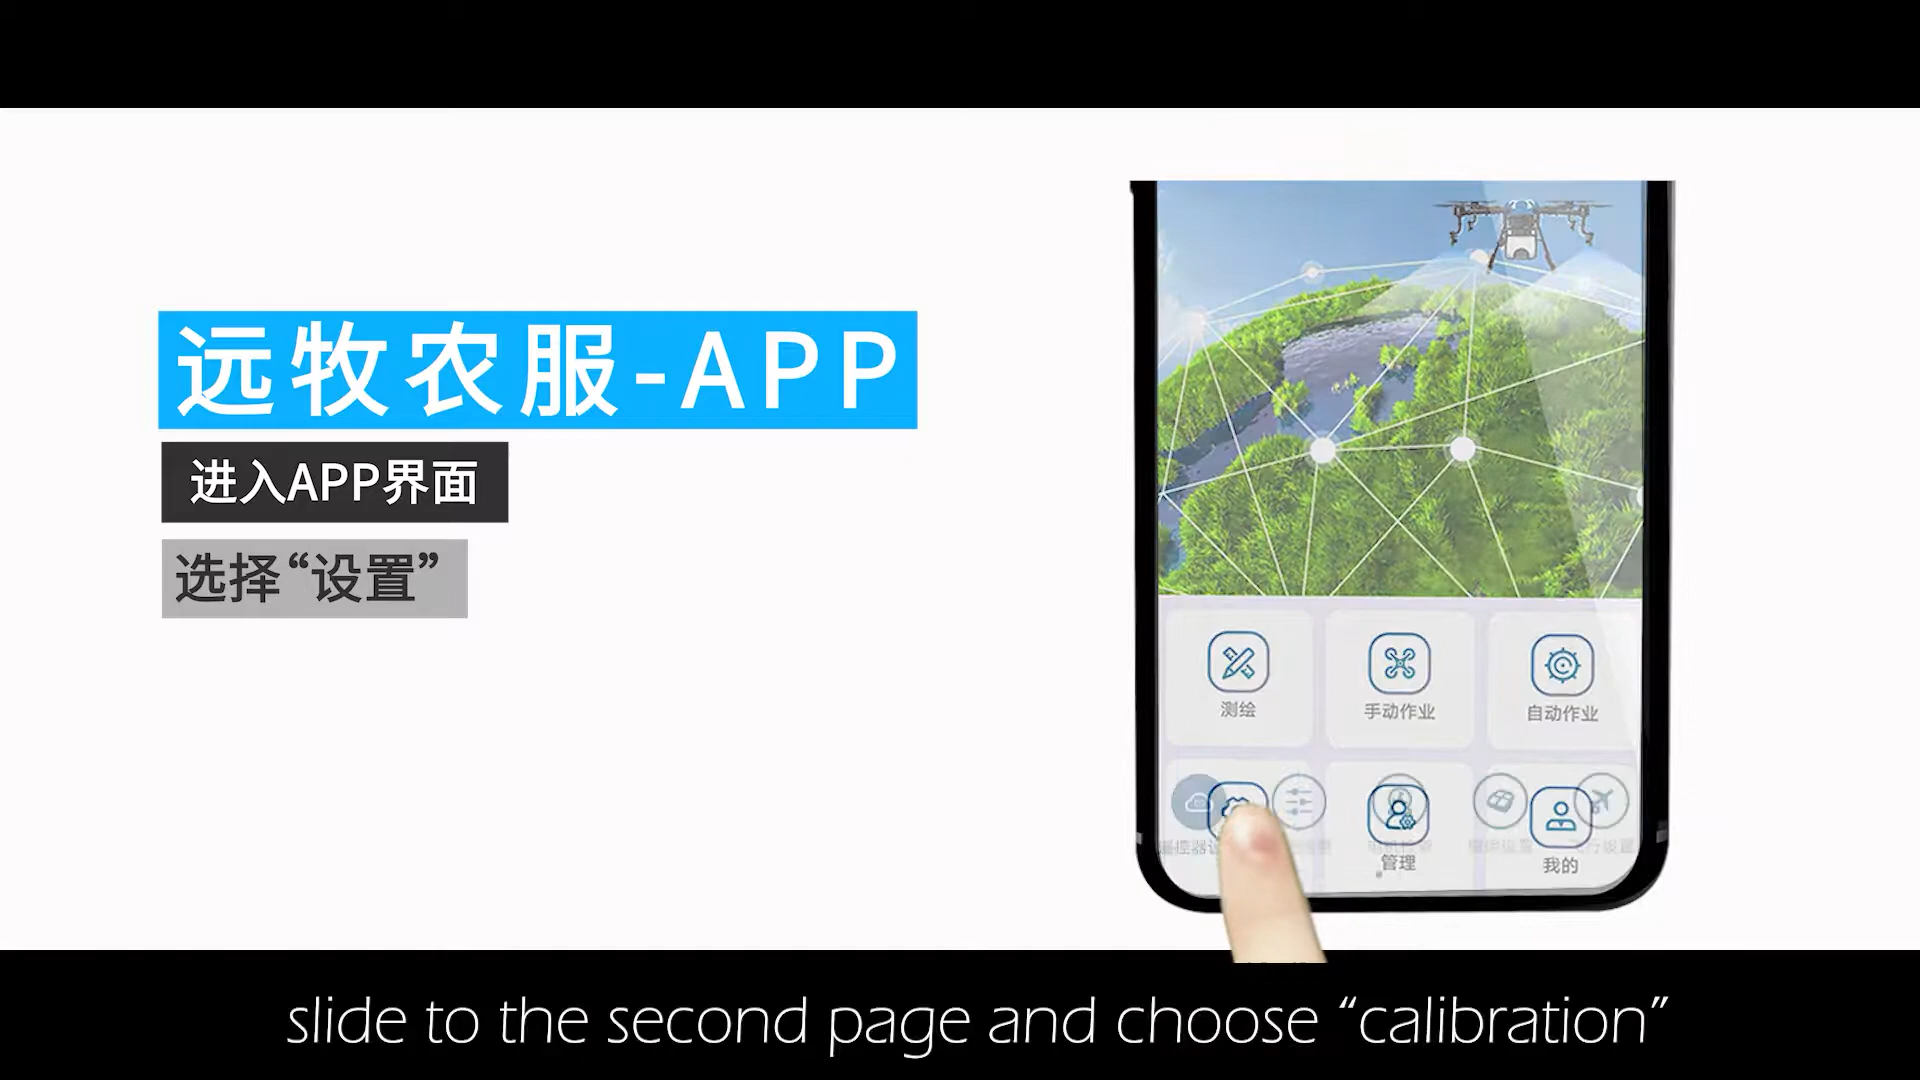 远牧农服-APP
进入APP界面
选择“设置”
测绘
手动作业
自动作业
管理
我的
slide to the second page and choose “calibration”